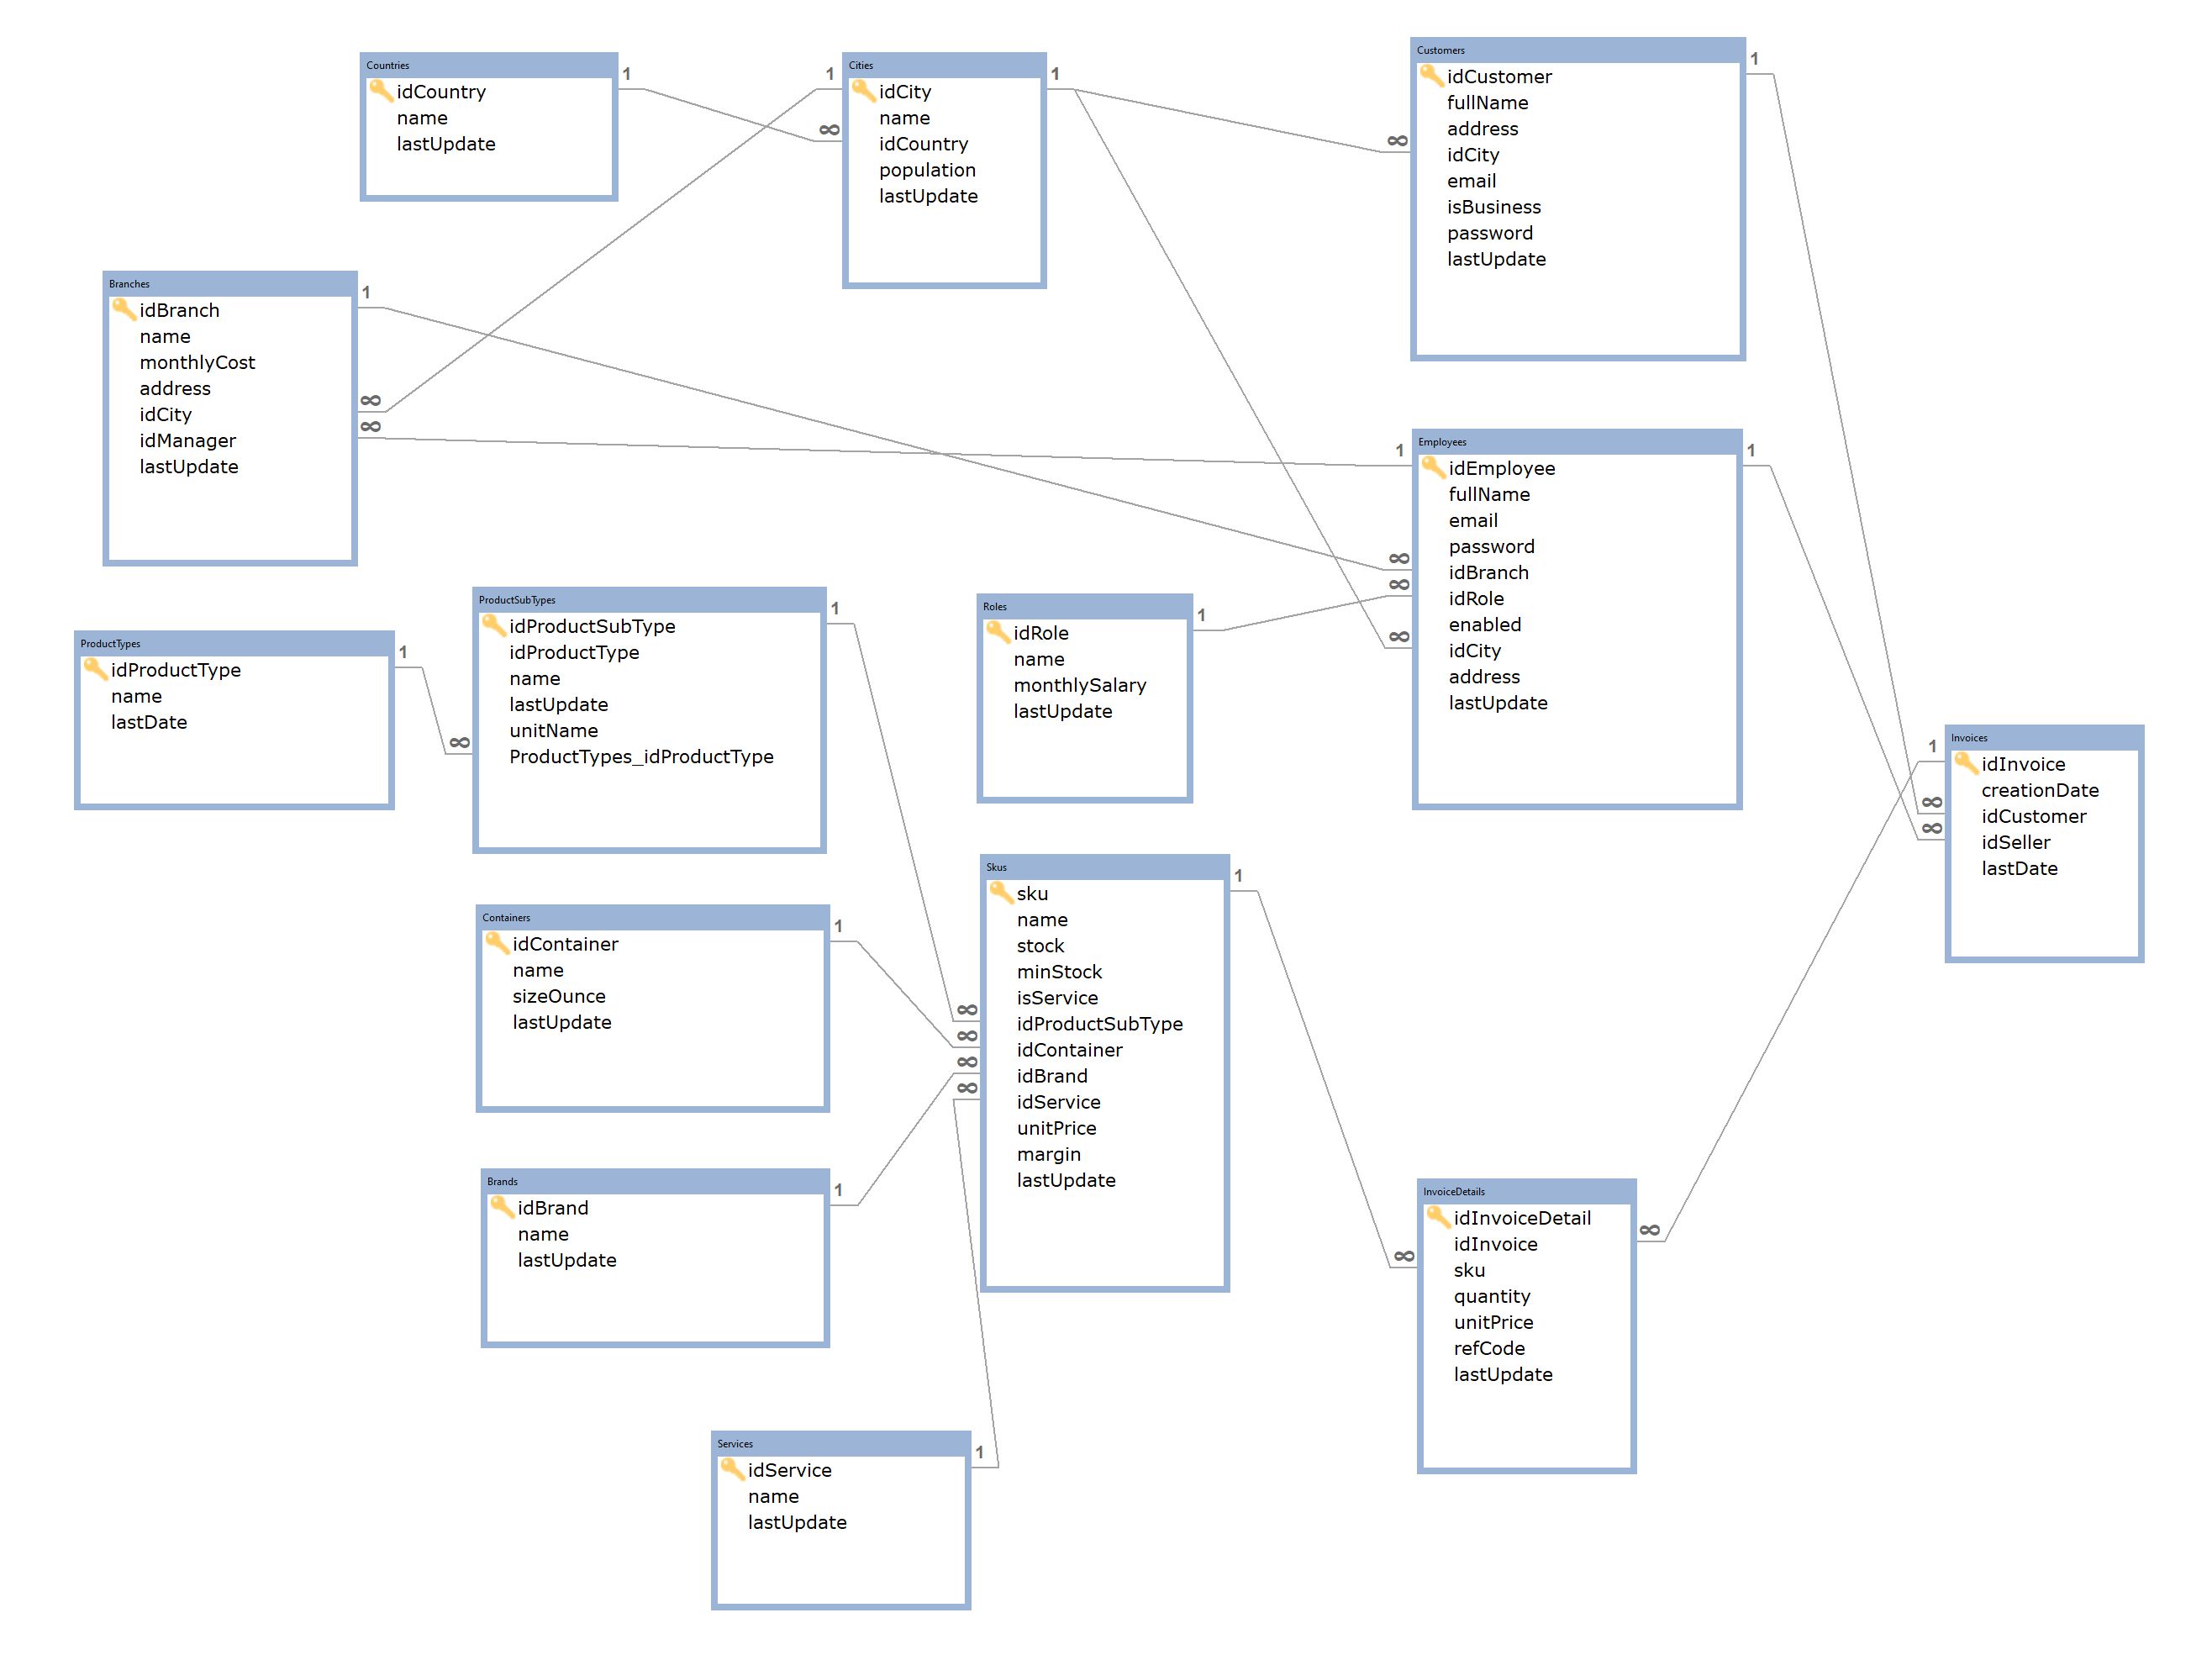 Countries
idCountry
name
lastUpdate
1
∞
1
Cities
idCity
name
idCountry
population
lastUpdate
1
∞
Customers
idCustomer
fullName
address
idCity
email
isBusiness
password
lastUpdate
1
Branches
idBranch
name
monthlyCost
address
idCity
idManager
lastUpdate
1
∞
∞
1
∞
∞
∞
Employees
idEmployee
fullName
email
password
idBranch
idRole
enabled
idCity
address
lastUpdate
1
ProductTypes
idProductType
name
lastDate
1
∞
ProductSubTypes
idProductSubType
idProductType
name
lastUpdate
unitName
ProductTypes_idProductType
1
Roles
idRole
name
monthlySalary
lastUpdate
1
1
∞
∞
Invoices
idInvoice
creationDate
idCustomer
idSeller
lastDate
Containers
idContainer
name
sizeOunce
lastUpdate
1
∞
∞
∞
∞
Skus
sku
name
stock
minStock
isService
idProductSubType
idContainer
idBrand
idService
unitPrice
margin
lastUpdate
1
Brands
idBrand
name
lastUpdate
1
∞
InvoiceDetails
idInvoiceDetail
idInvoice
sku
quantity
unitPrice
refCode
lastUpdate
∞
Services
idService
name
lastUpdate
1